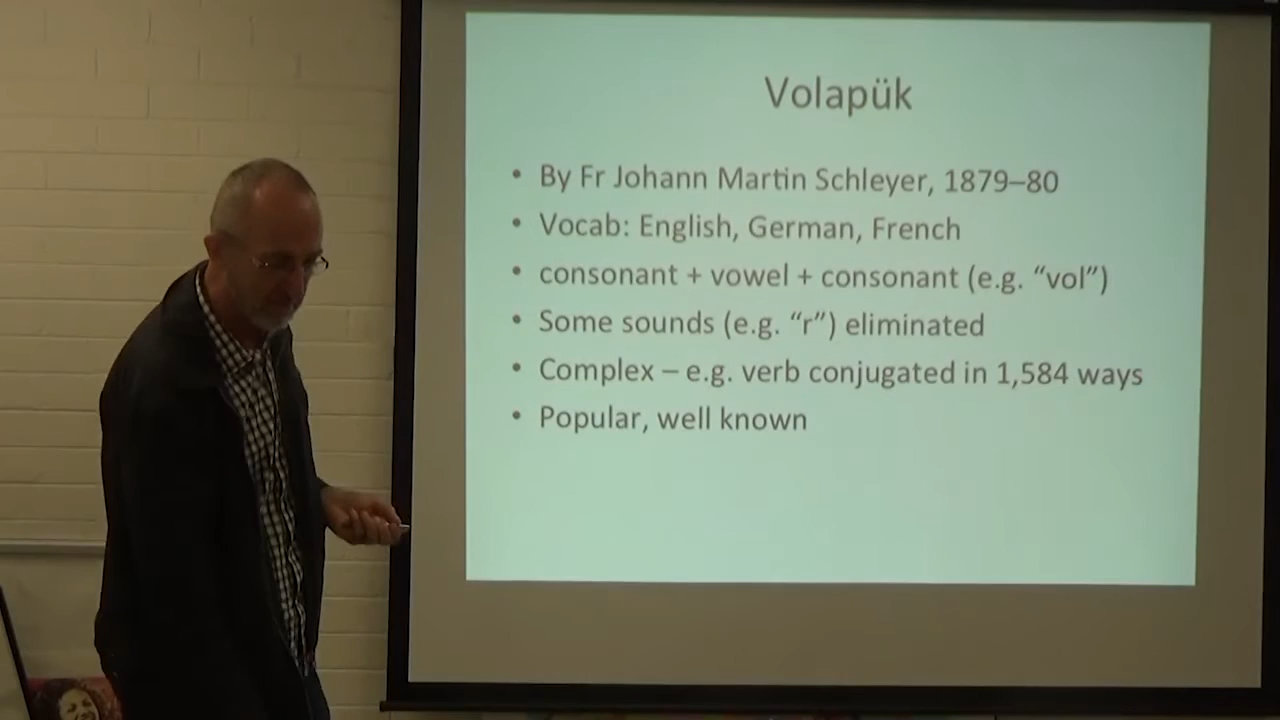 Volapük
• By Fr Johann Martin Schleyer, 1879–80
• Vocab: English, German, French
• consonant + vowel + consonant (e.g. “vol”)
• Some sounds (e.g. “r”) eliminated
• Complex – e.g. verb conjugated in 1,584 ways
• Popular, well known